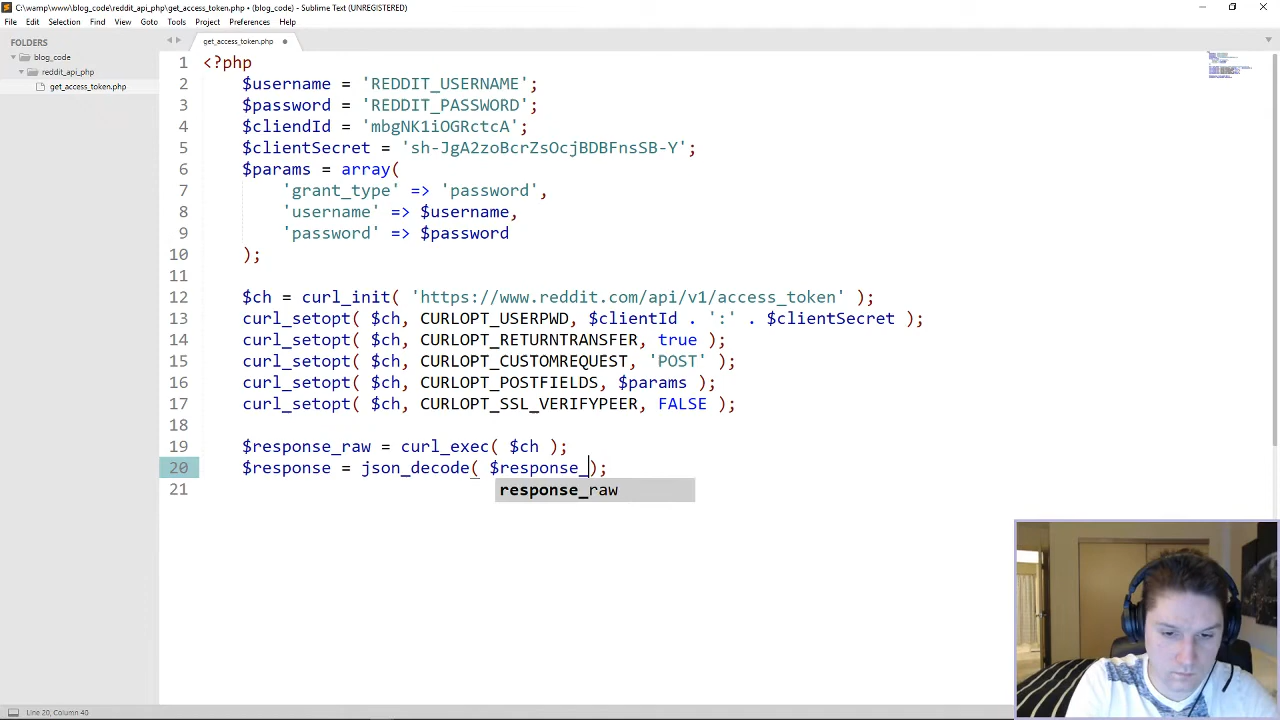 C:\wamp\www\blog_code\reddit_api_php\get_access_token.php • (blog_code) - Sublime Text (UNREGISTERED)
File Edit Selection Find View Goto Tools Project Preferences Help
FOLDERS
blog_code
reddit_api_php
get_access_token.php
get_access_token.php
1 <?php
2 $username = 'REDDIT_USERNAME';
3 $password = 'REDDIT_PASSWORD';
4 $cliendId = 'mbgNK1iOGRctcA';
5 $clientSecret = 'sh-JgA2zoBcrZsOcjBDBFnsSB-Y';
6 $params = array(
7 'grant_type' => 'password',
8 'username' => $username,
9 'password' => $password
10 );
11
12 $ch = curl_init( 'https://www.reddit.com/api/v1/access_token' );
13 curl_setopt( $ch, CURLOPT_USERPWD, $clientId . ':' . $clientSecret );
14 curl_setopt( $ch, CURLOPT_RETURNTRANSFER, true );
15 curl_setopt( $ch, CURLOPT_CUSTOMREQUEST, 'POST' );
16 curl_setopt( $ch, CURLOPT_POSTFIELDS, $params );
17 curl_setopt( $ch, CURLOPT_SSL_VERIFYPEER, FALSE );
18
19 $response_raw = curl_exec( $ch );
20 $response = json_decode( $response_);
response_raw
21
Line 20, Column 40